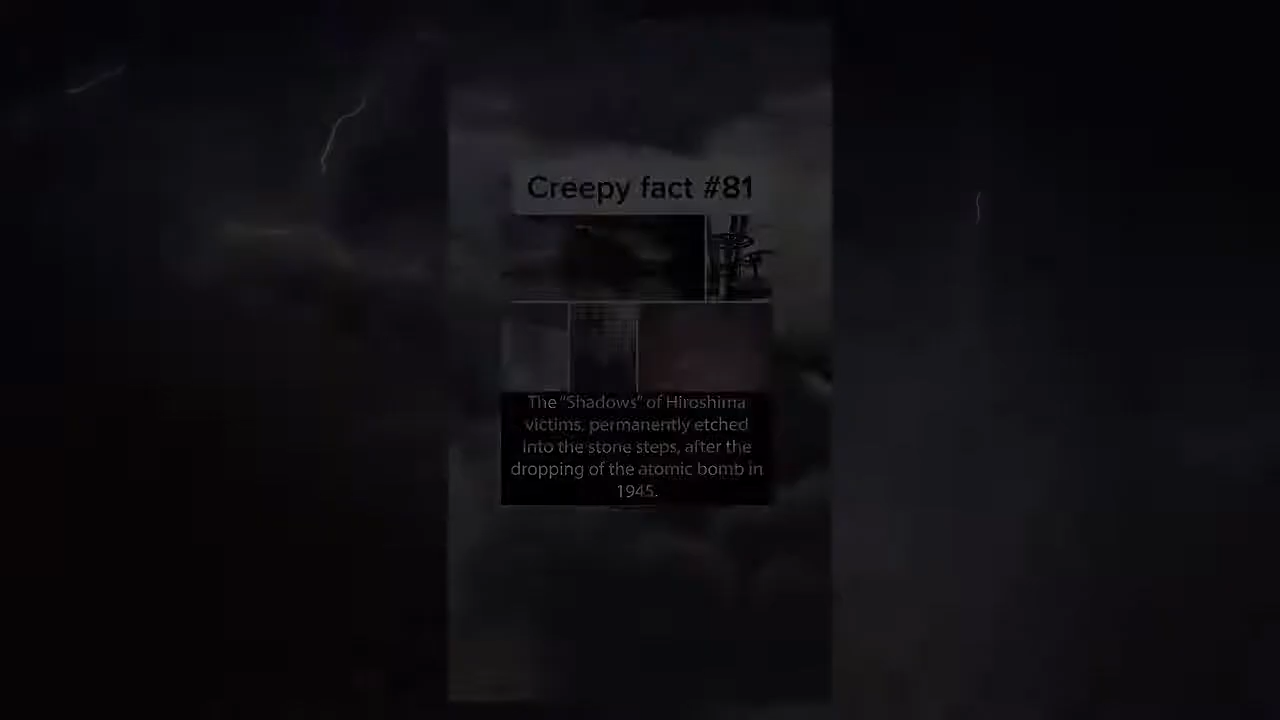 Creepy fact #81
The "Shadows" of Hiroshima
victims, permanently etched
into the stone steps, after the
dropping of the atomic bomb in
1945.